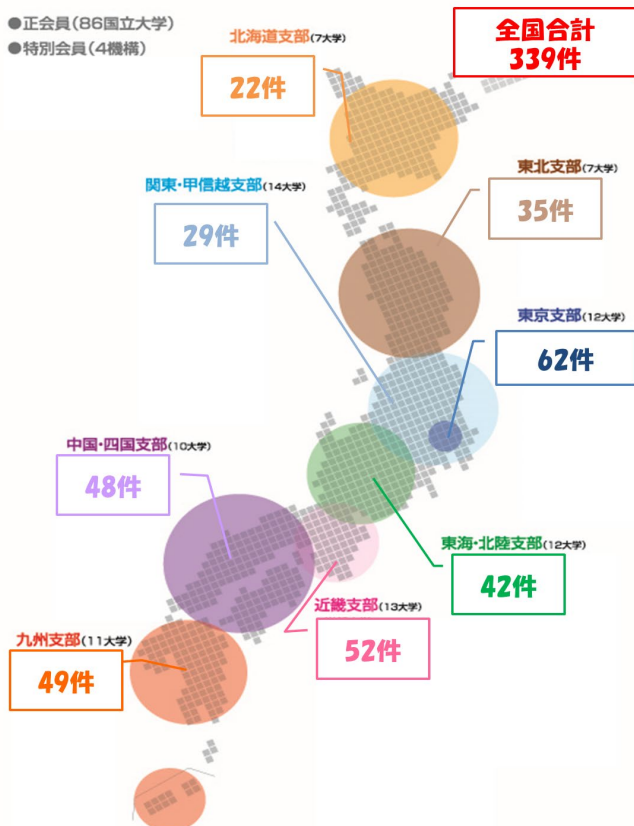 ●正会員(86国立大学)
●特別会員(4機構)
全国合計
339件
北海道支部(7大学)
22件
東北支部(7大学)
35件
関東・甲信越支部(14大学)
29件
東京支部(12大学)
62件
中国・四国支部(10大学)
48件
東海・北陸支部(12大学)
42件
近畿支部(13大学)
52件
九州支部(11大学)
49件